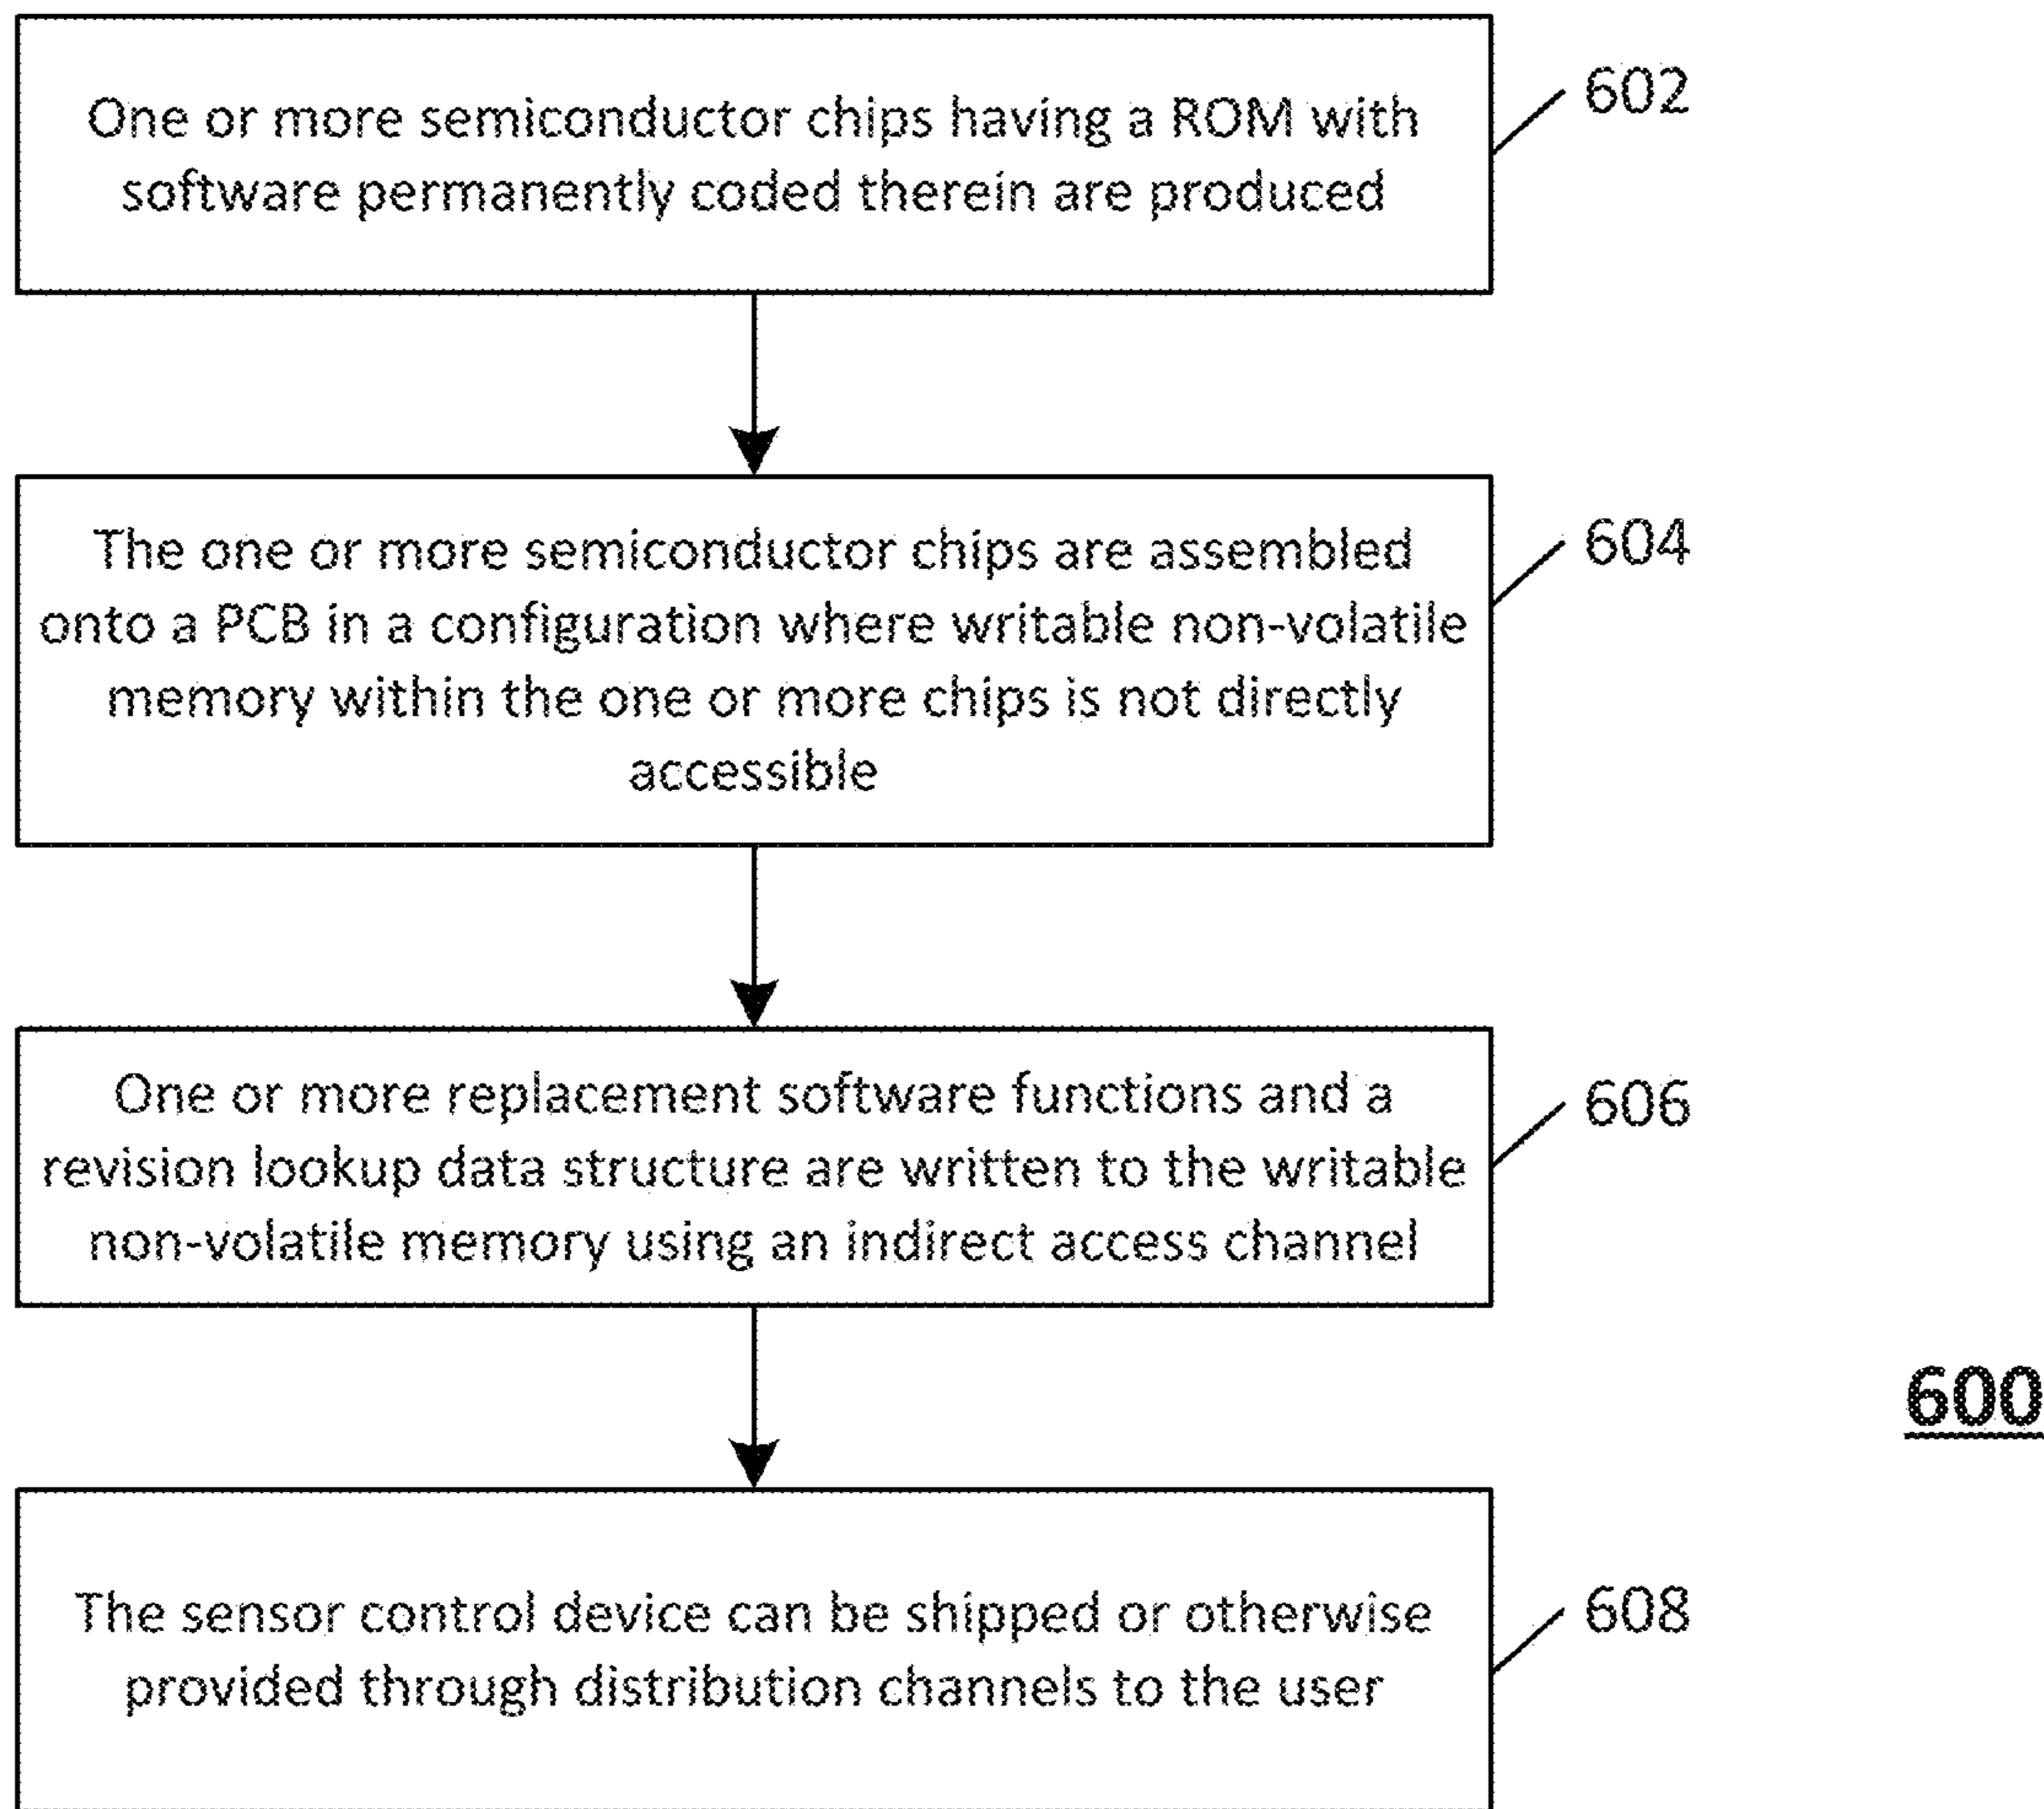 One or more semiconductor chips having a ROM with
software permanently coded therein are produced
602
The one or more semiconductor chips are assembled
onto a PCB in a configuration where writable non-volatile
memory within the one or more chips is not directly
accessible
604
One or more replacement software functions and a
revision lookup data structure are written to the writable
non-volatile memory using an indirect access channel
606
600
The sensor control device can be shipped or otherwise
provided through distribution channels to the user
608